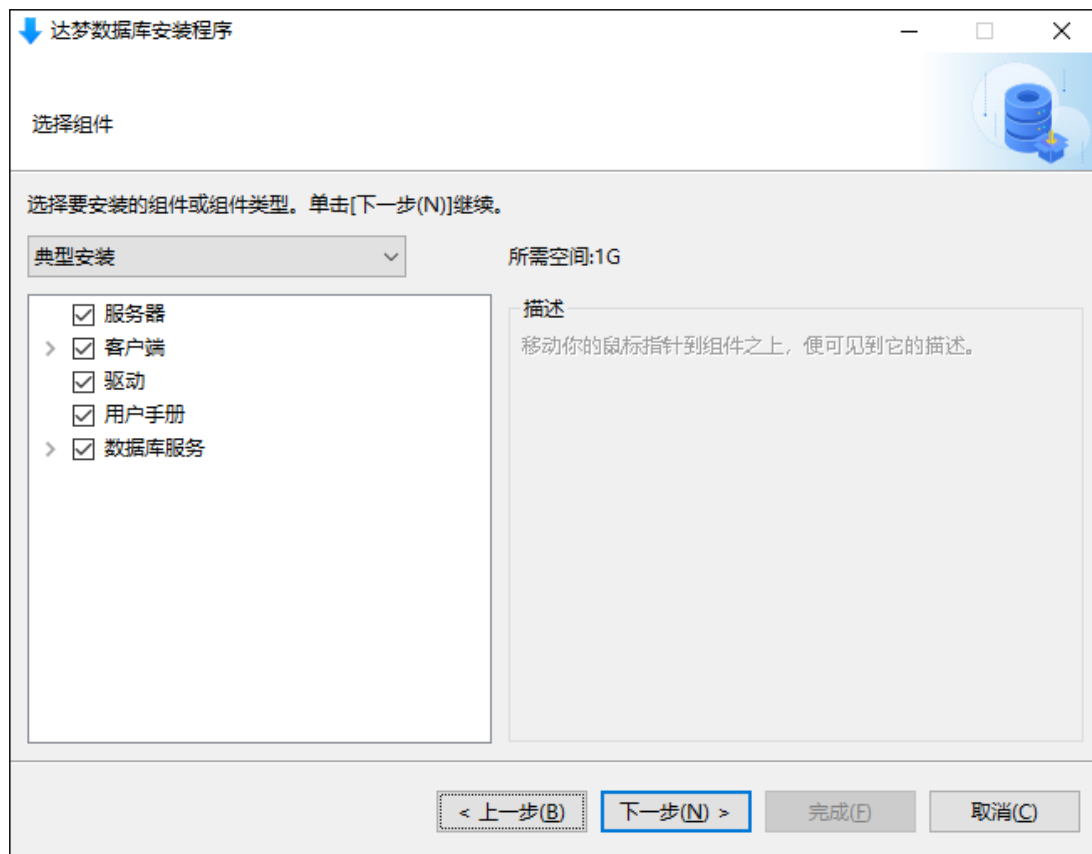 达梦数据库安装程序
选择组件
选择要安装的组件或组件类型。单击[下一步(N)]继续。
典型安装
所需空间:1G
服务器
客户端
驱动
用户手册
数据库服务
描述
移动你的鼠标指针到组件之上，便可见到它的描述。
< 上一步(B)
下一步(N) >
完成(F)
取消(C)